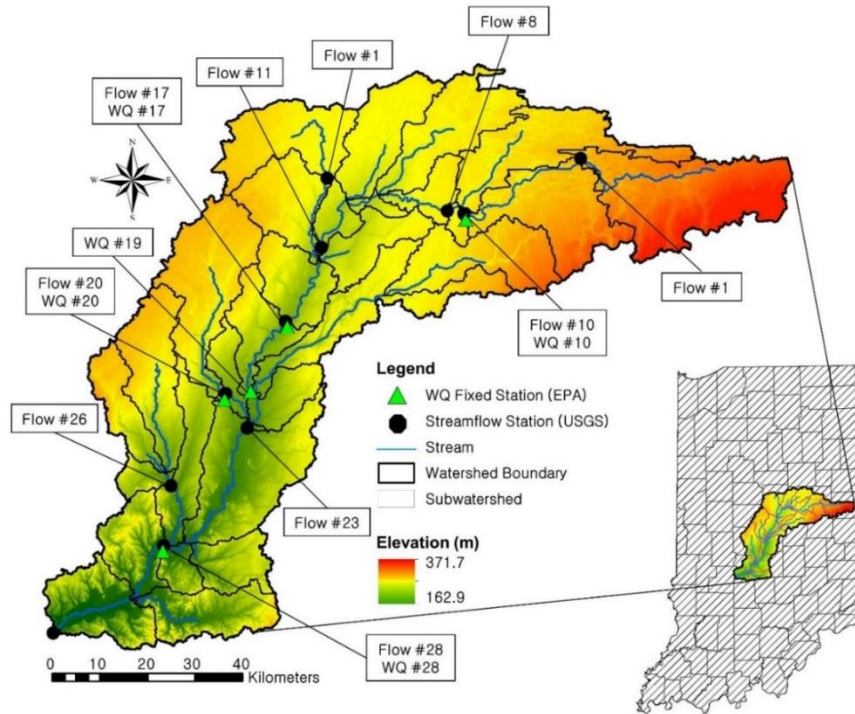 Flow #8
Flow #1
Flow #11
Flow #17
WQ #17
N
W
E
S
WQ #19
Flow #20
WQ #20
Flow #1
Flow #10
WQ #10
Legend
WQ Fixed Station (EPA)
Streamflow Station (USGS)
Stream
Watershed Boundary
Subwatershed
Flow #26
Flow #23
Elevation (m)
371.7
162.9
Flow #28
WQ #28
0 10 20 40
Kilometers